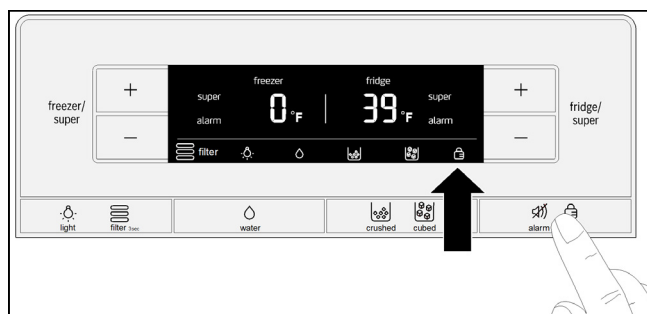 freezer fridge
super 0 °F 39 °F super
alarm alarm
filter
freezer/
super
+
−
+
−
fridge/
super
light filter 3sec water crushed cubed alarm